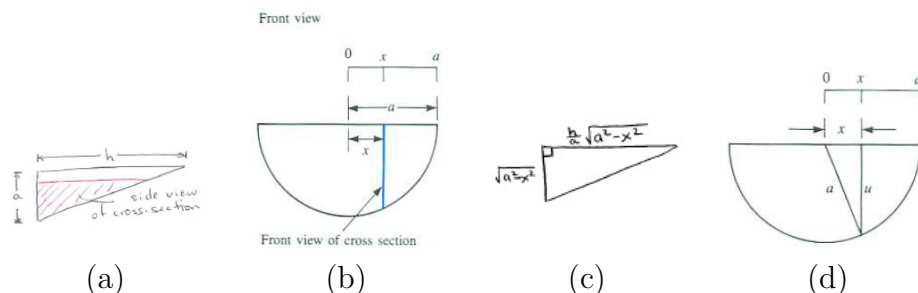 Front view
0 x a
a
x
Front view of cross section
(b)
h
a
side view
of cross-section
(a)
h/a √a²-x²
√a²-x²
(c)
0 x a
x
a u
(d)